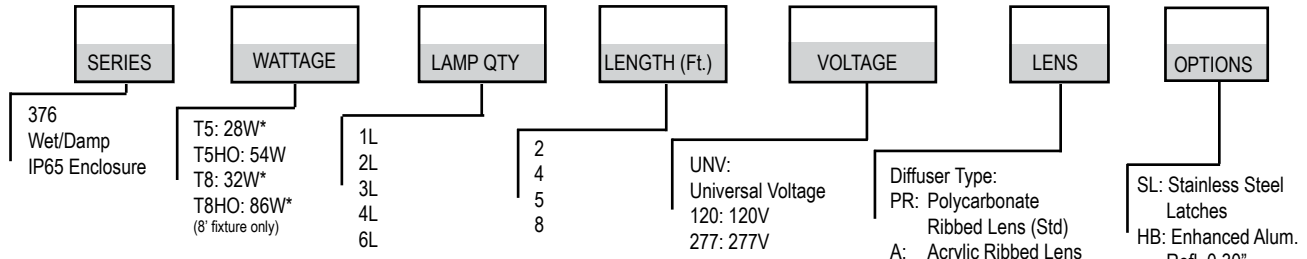 SERIES
WATTAGE
LAMP QTY
LENGTH (Ft.)
VOLTAGE
LENS
OPTIONS
376
Wet/Damp
IP65 Enclosure
T5: 28W*
T5HO: 54W
T8: 32W*
T8HO: 86W*
(8' fixture only)
1L
2L
3L
4L
6L
2
4
5
8
UNV:
Universal Voltage
120: 120V
277: 277V
Diffuser Type:
PR: Polycarbonate
Ribbed Lens (Std)
A: Acrylic Ribbed Lens
SL: Stainless Steel
Latches
HB: Enhanced Alum.